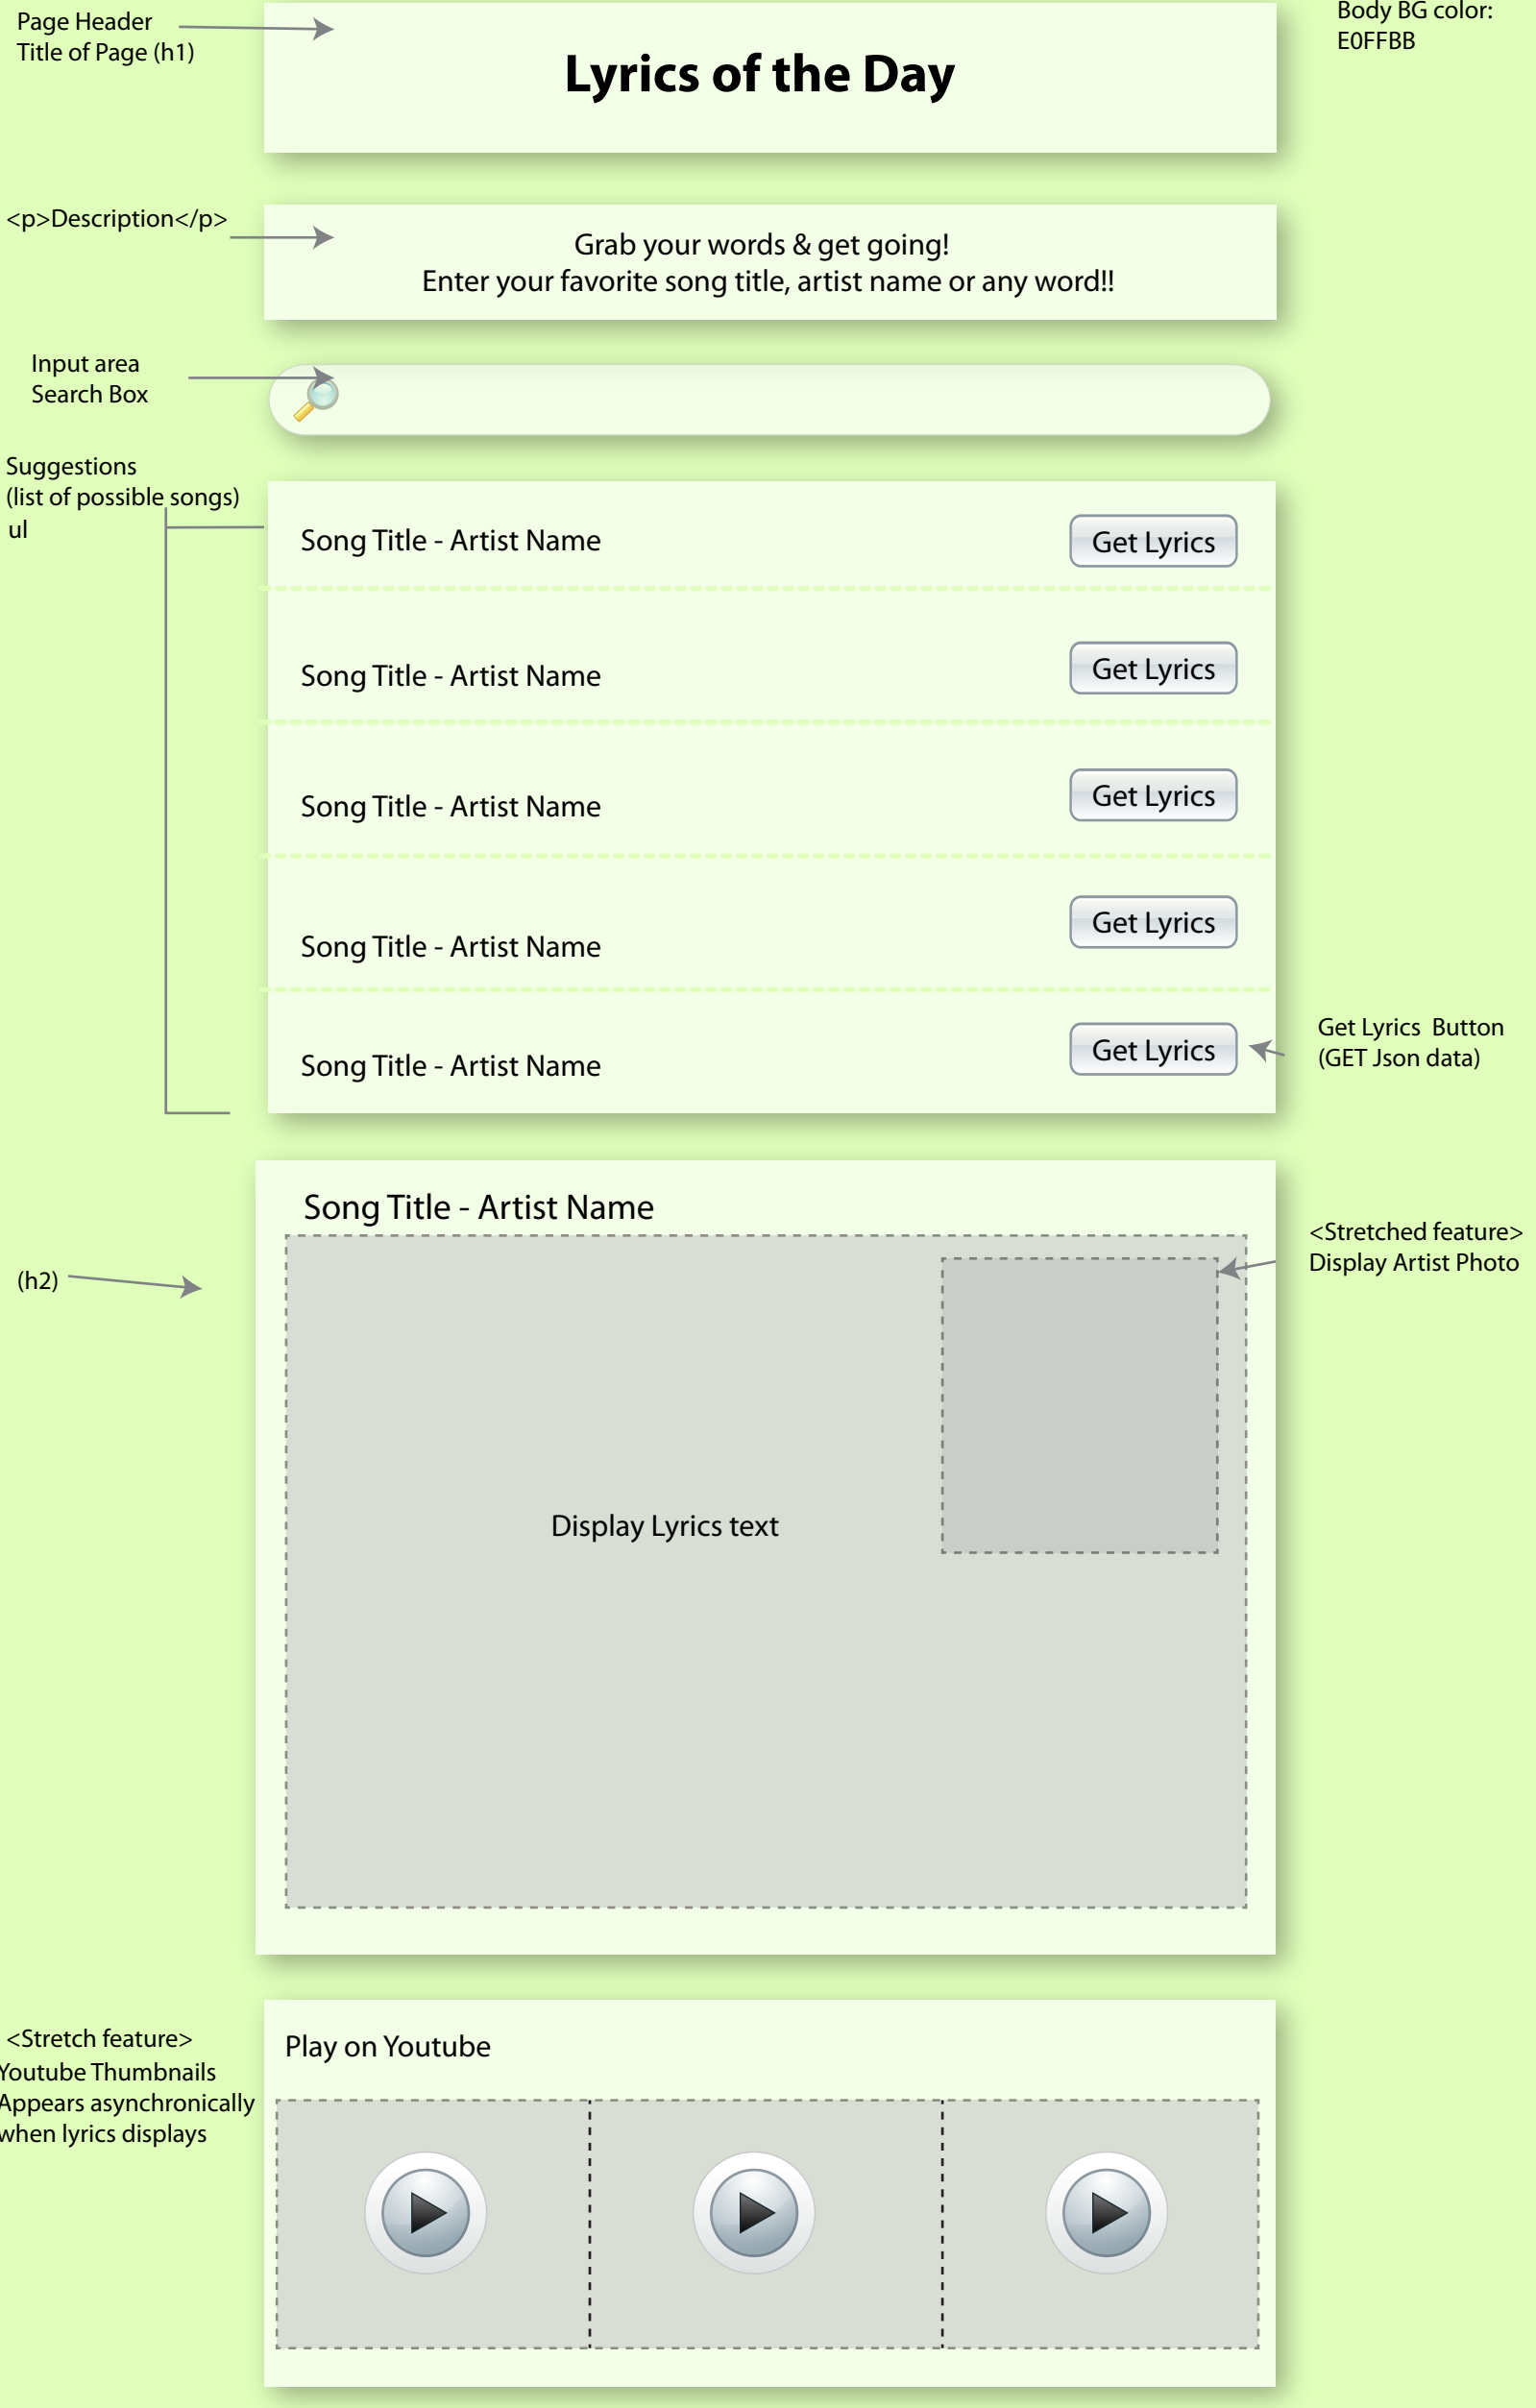 Page Header
Title of Page (h1)
Lyrics of the Day
Body BG color:
E0FFBB
<p>Description</p>
Grab your words & get going!
Enter your favorite song title, artist name or any word!!
Input area
Search Box
Suggestions
(list of possible songs)
ul
Song Title - Artist Name
Get Lyrics
Song Title - Artist Name
Get Lyrics
Song Title - Artist Name
Get Lyrics
Song Title - Artist Name
Get Lyrics
Song Title - Artist Name
Get Lyrics
Get Lyrics  Button
(GET Json data)
Song Title - Artist Name
(h2)
<Stretched feature>
Display Artist Photo
Display Lyrics text
<Stretch feature>
Youtube Thumbnails
Appears asynchronically
when lyrics displays
Play on Youtube